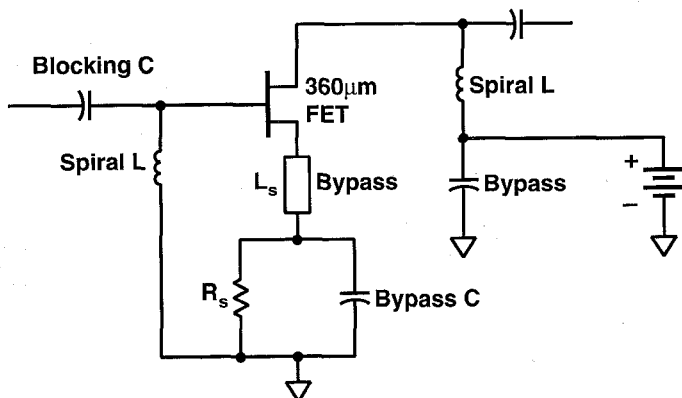 Blocking C
360μm
FET
Spiral L
Spiral L
Ls
Bypass
Bypass
+
−
Rs
Bypass C